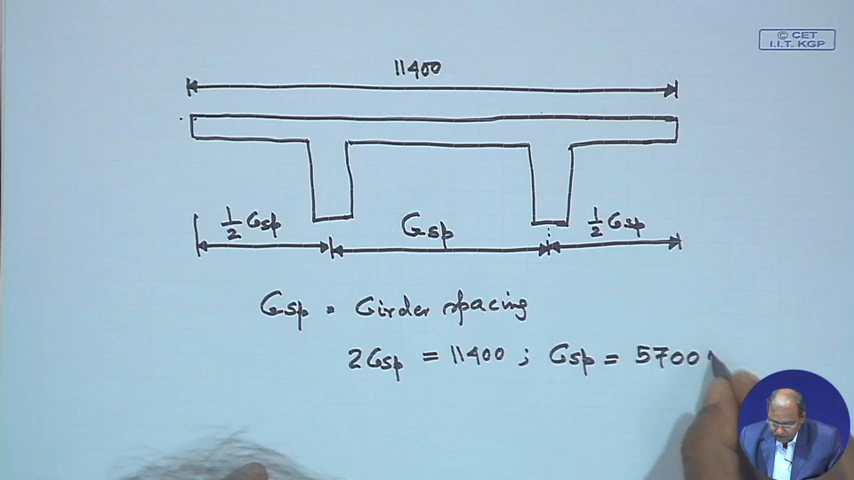 © CET
I.I.T. KGP
11400
1/2 Gsp
Gsp
1/2 Gsp
Gsp = Girder spacing
2Gsp = 11400 ; Gsp = 5700